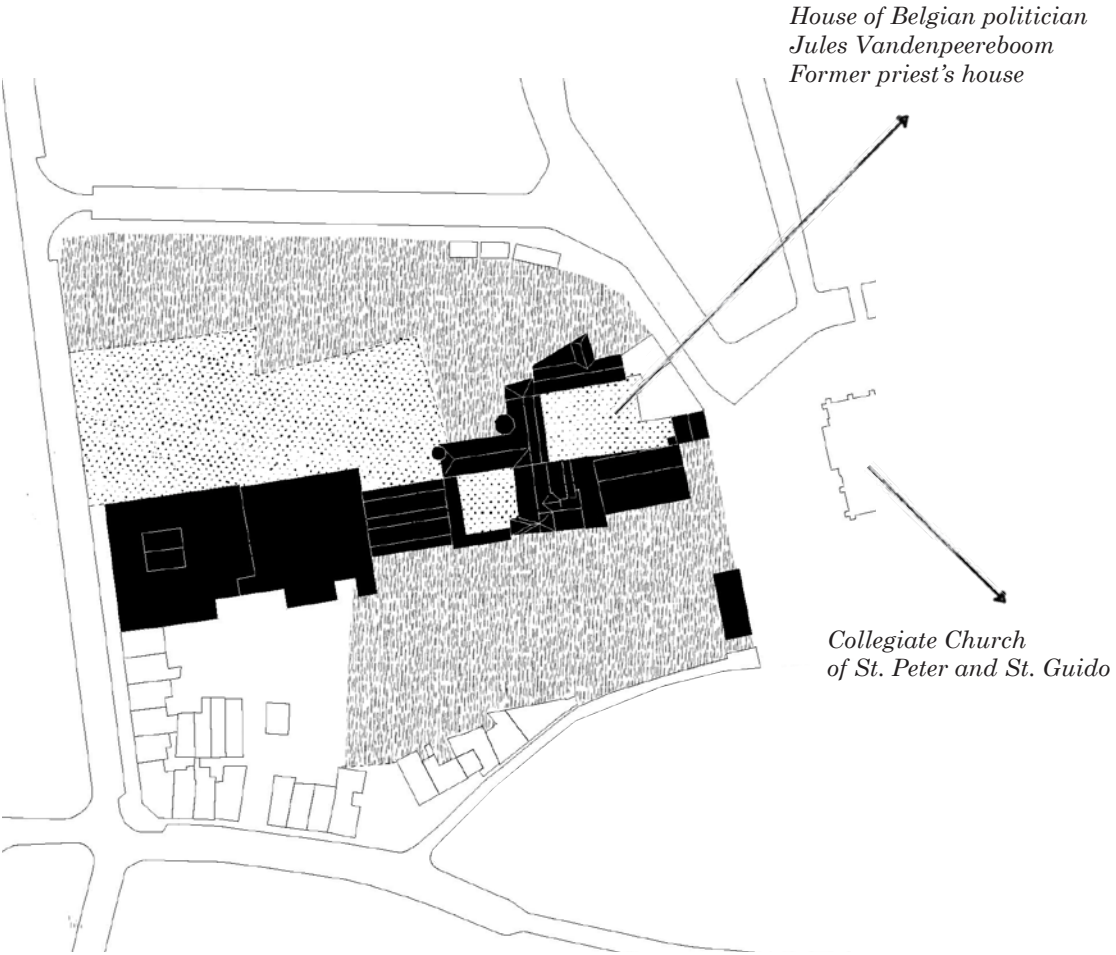 House of Belgian politician
Jules Vandenpeereboom
Former priest's house
Collegiate Church
of St. Peter and St. Guido